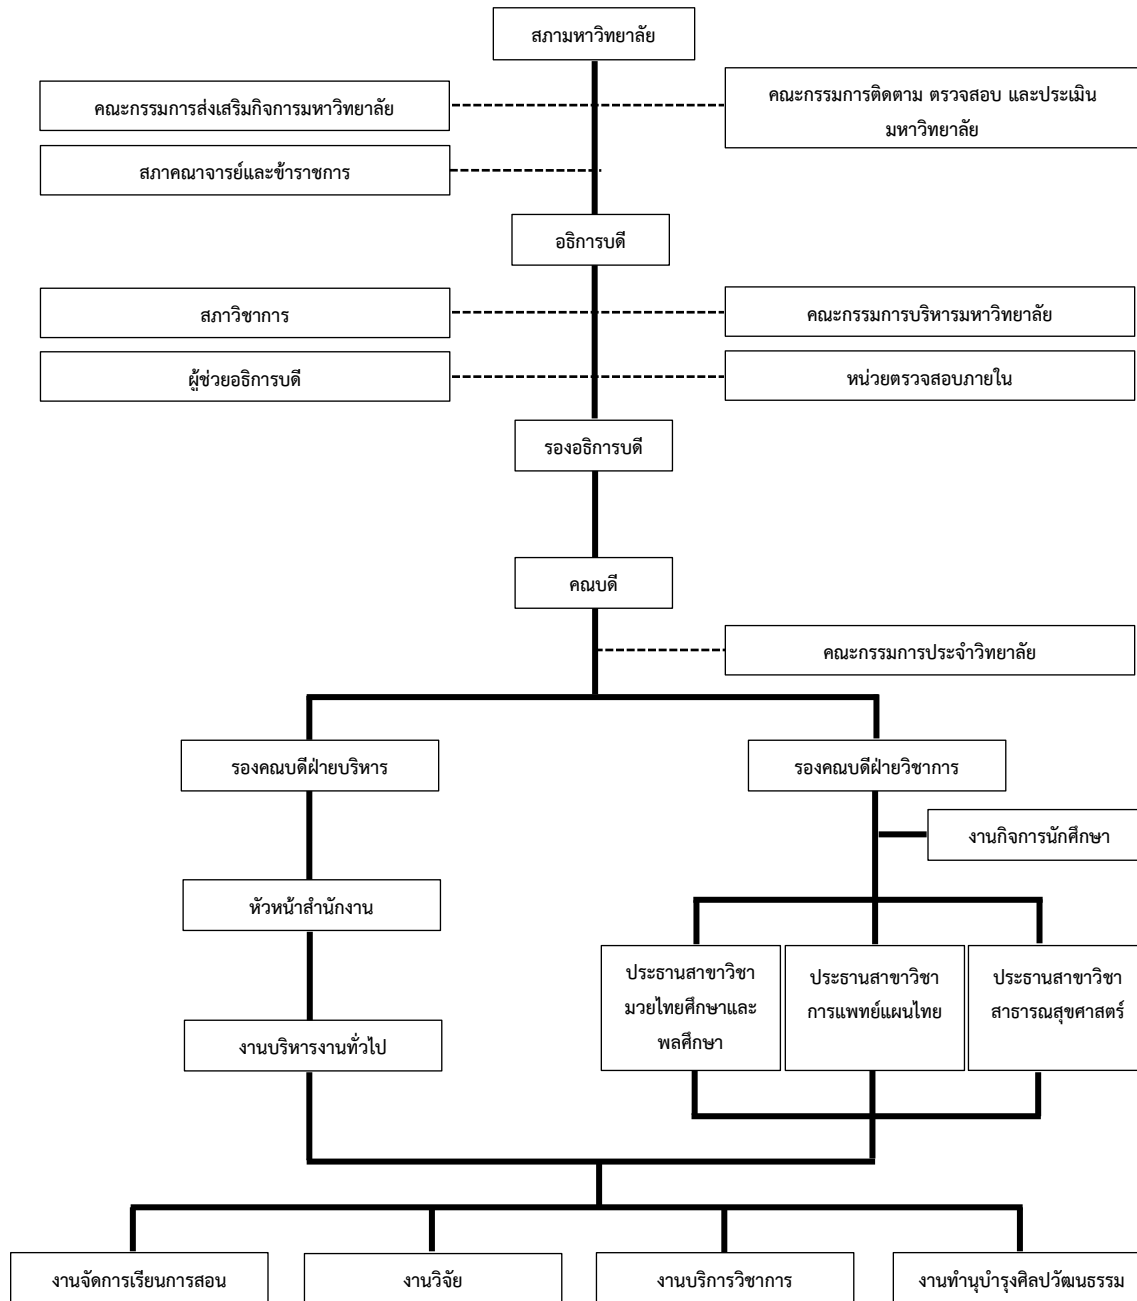 สภามหาวิทยาลัย
คณะกรรมการส่งเสริมกิจการมหาวิทยาลัย
คณะกรรมการติดตาม ตรวจสอบ และประเมิน
มหาวิทยาลัย
สภาคณาจารย์และข้าราชการ
อธิการบดี
สภาวิชาการ
คณะกรรมการบริหารมหาวิทยาลัย
ผู้ช่วยอธิการบดี
หน่วยตรวจสอบภายใน
รองอธิการบดี
คณบดี
คณะกรรมการประจำวิทยาลัย
รองคณบดีฝ่ายบริหาร
รองคณบดีฝ่ายวิชาการ
งานกิจการนักศึกษา
หัวหน้าสำนักงาน
ประธานสาขาวิชา
มวยไทยศึกษาและ
พลศึกษา
ประธานสาขาวิชา
การแพทย์แผนไทย
ประธานสาขาวิชา
สาธารณสุขศาสตร์
งานบริหารงานทั่วไป
งานจัดการเรียนการสอน
งานวิจัย
งานบริการวิชาการ
งานทำนุบำรุงศิลปวัฒนธรรม